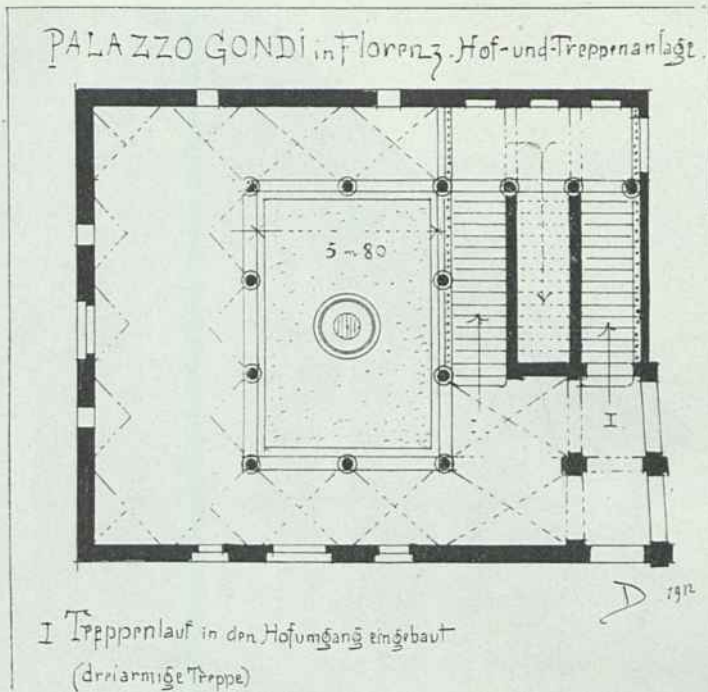 PALAZZO GONDI in Florenz. Hof-und-Treppenanlage.
5 m 80
I
D 1912
I Treppenlauf in den Hofumgang eingebaut
(dreiarmige Treppe)